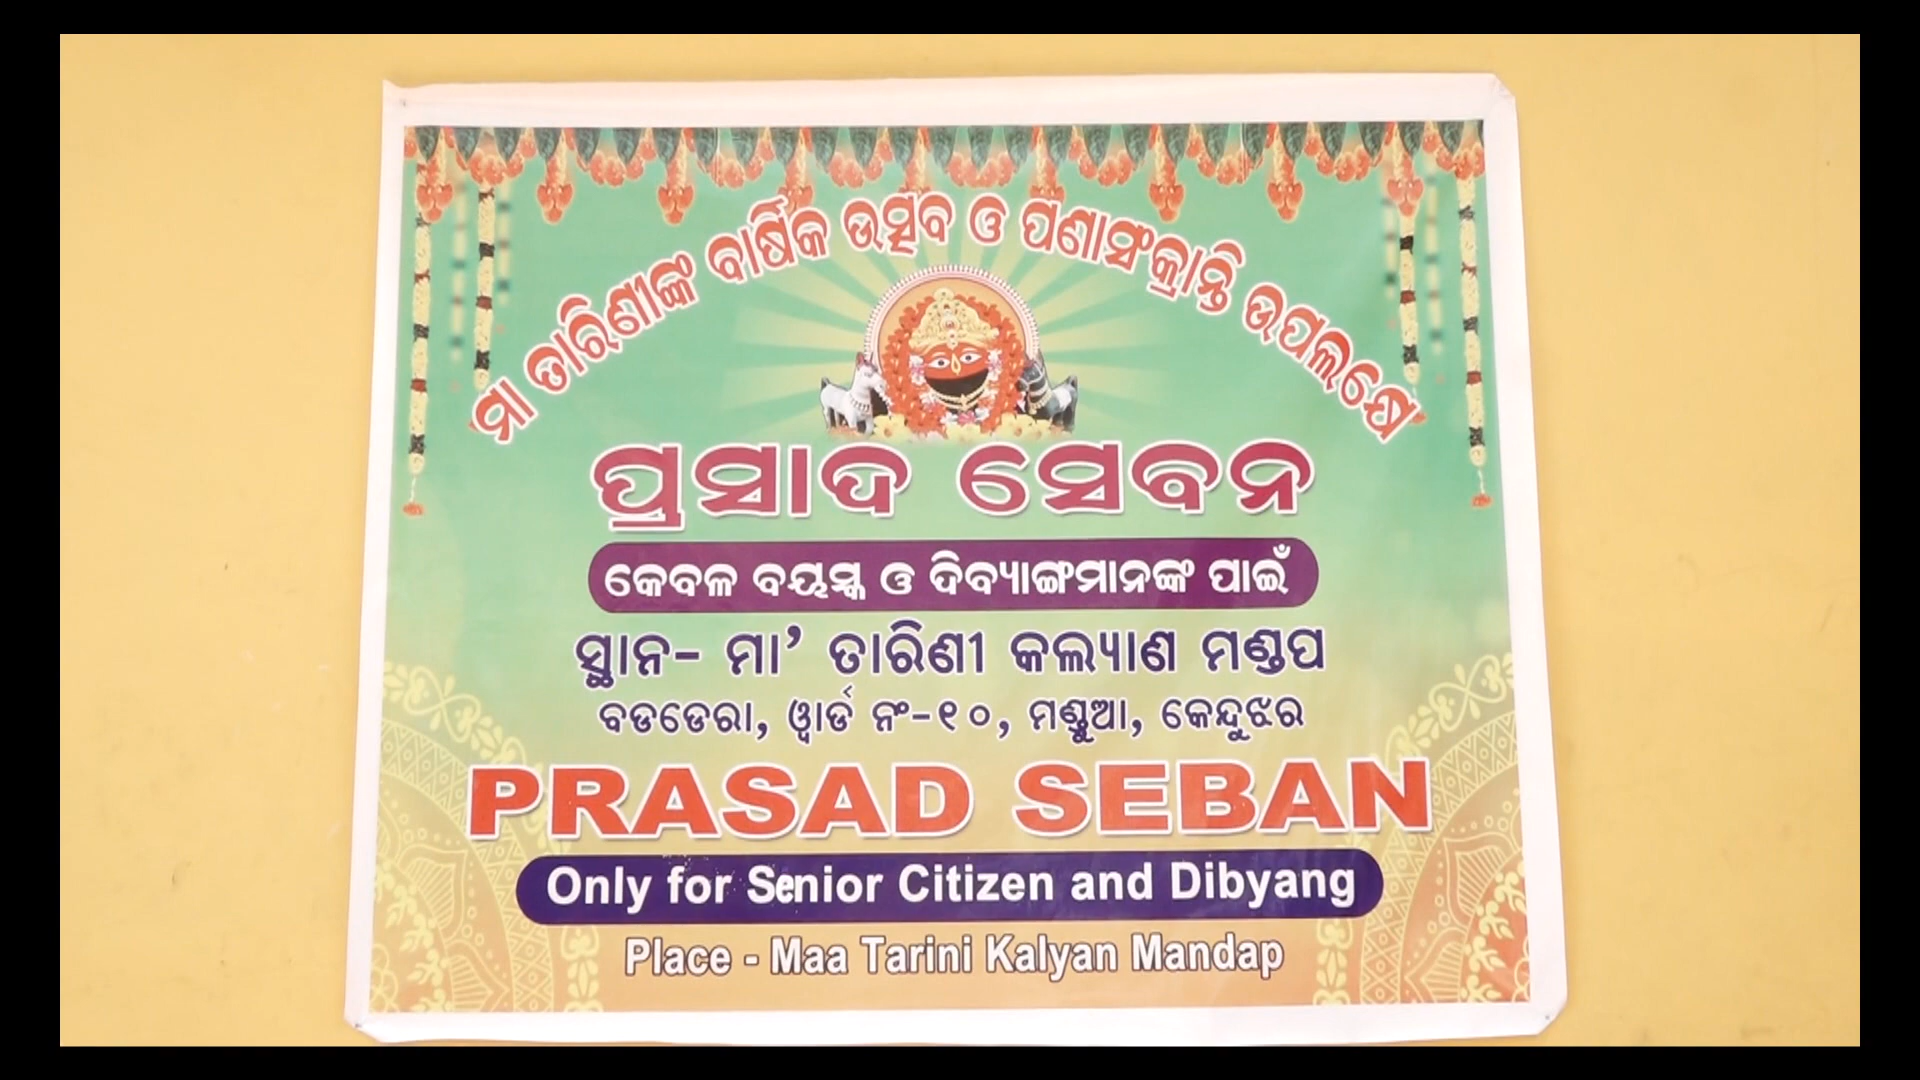 ମା ତାରିଣୀଙ୍କ ବାର୍ଷିକ ଉତ୍ସବ ଓ ପଣାସଂକ୍ରାନ୍ତି ଉପଲକ୍ଷେ
ପ୍ରସାଦ ସେବନ
କେବଳ ବୟସ୍କ ଓ ଦିବ୍ୟାଙ୍ଗମାନଙ୍କ ପାଇଁ
ସ୍ଥାନ- ମା’ ତାରିଣୀ କଲ୍ୟାଣ ମଣ୍ଡପ
ବଡଡେରା, ୱାର୍ଡ ନଂ-୧୦, ମଣ୍ଡୁଆ, କେନ୍ଦୁଝର
PRASAD SEBAN
Only for Senior Citizen and Dibyang
Place - Maa Tarini Kalyan Mandap